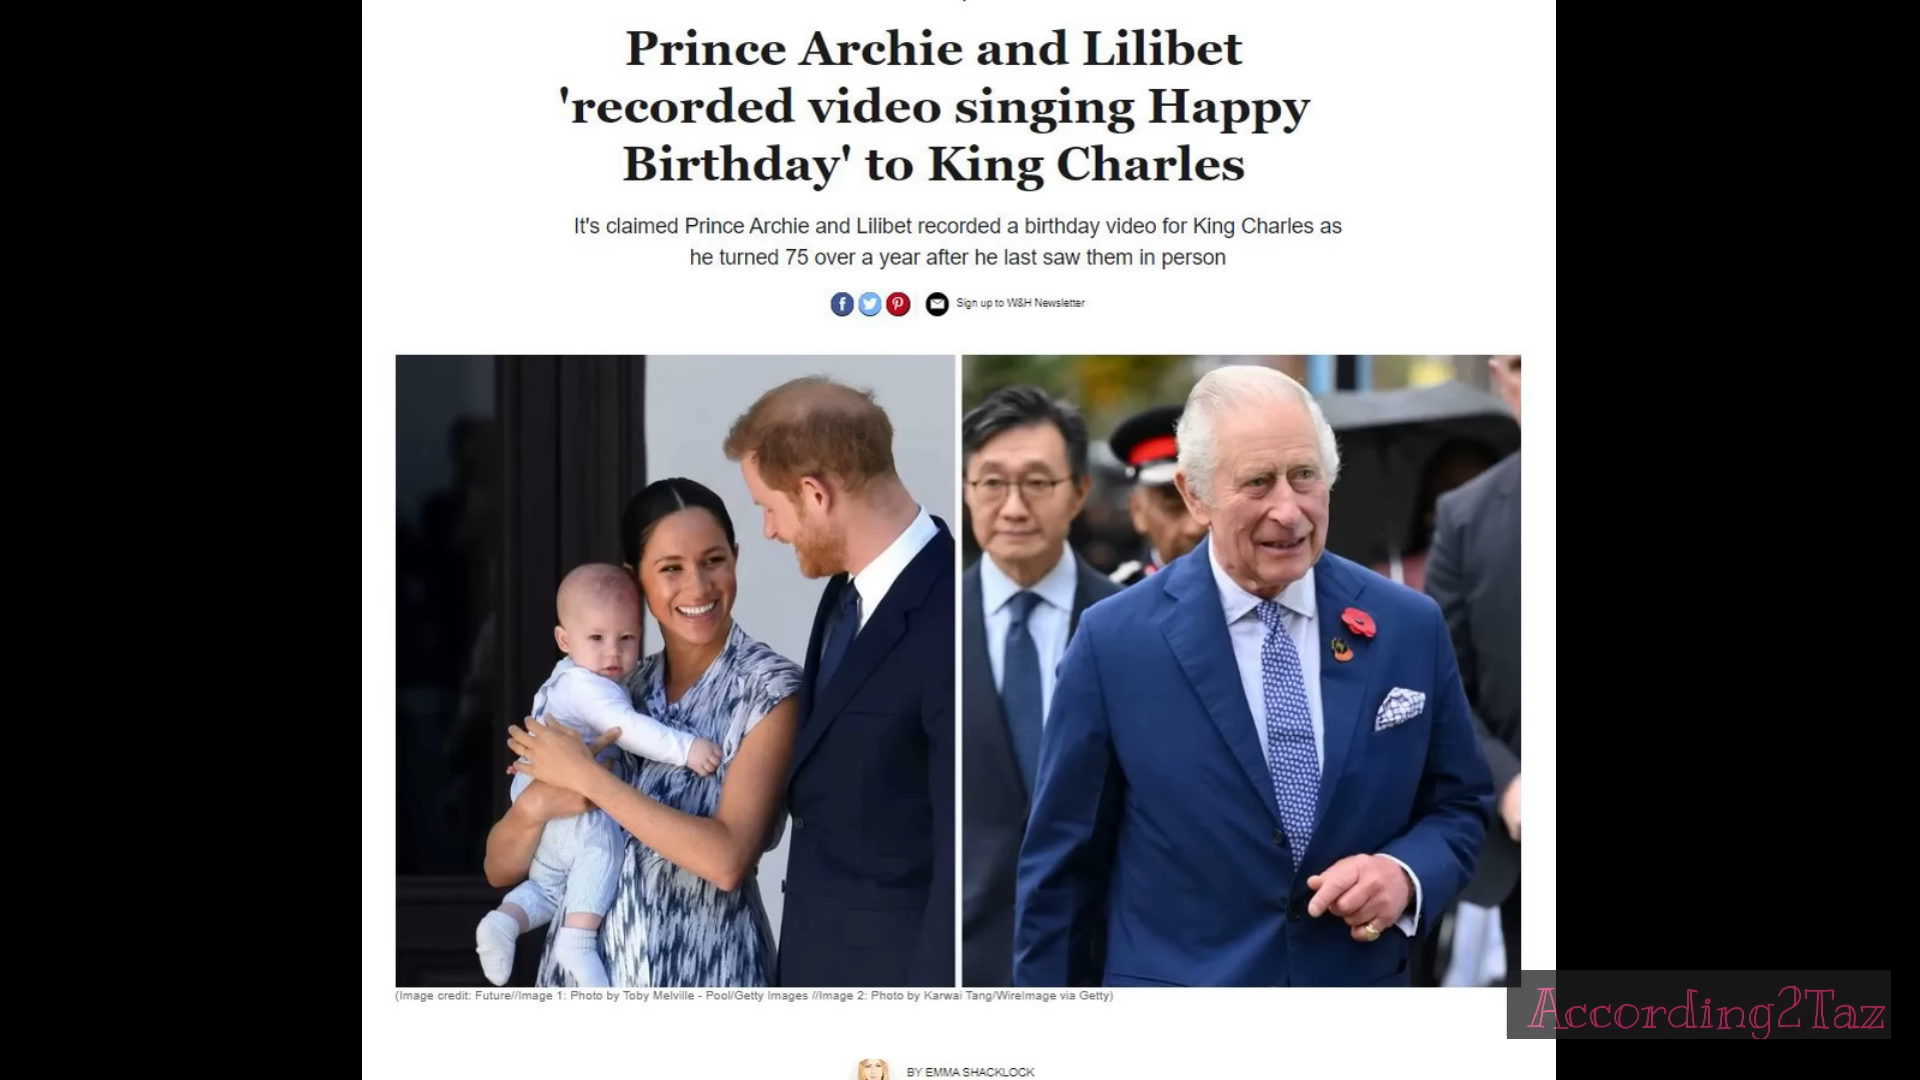 Prince Archie and Lilibet
'recorded video singing Happy
Birthday' to King Charles
It's claimed Prince Archie and Lilibet recorded a birthday video for King Charles as
he turned 75 over a year after he last saw them in person
Sign up to W&H Newsletter
(Image credit: Future//Image 1: Photo by Toby Melville - Pool/Getty Images //Image 2: Photo by Karwai Tang/WireImage via Getty)
According2Taz
BY EMMA SHACKLOCK